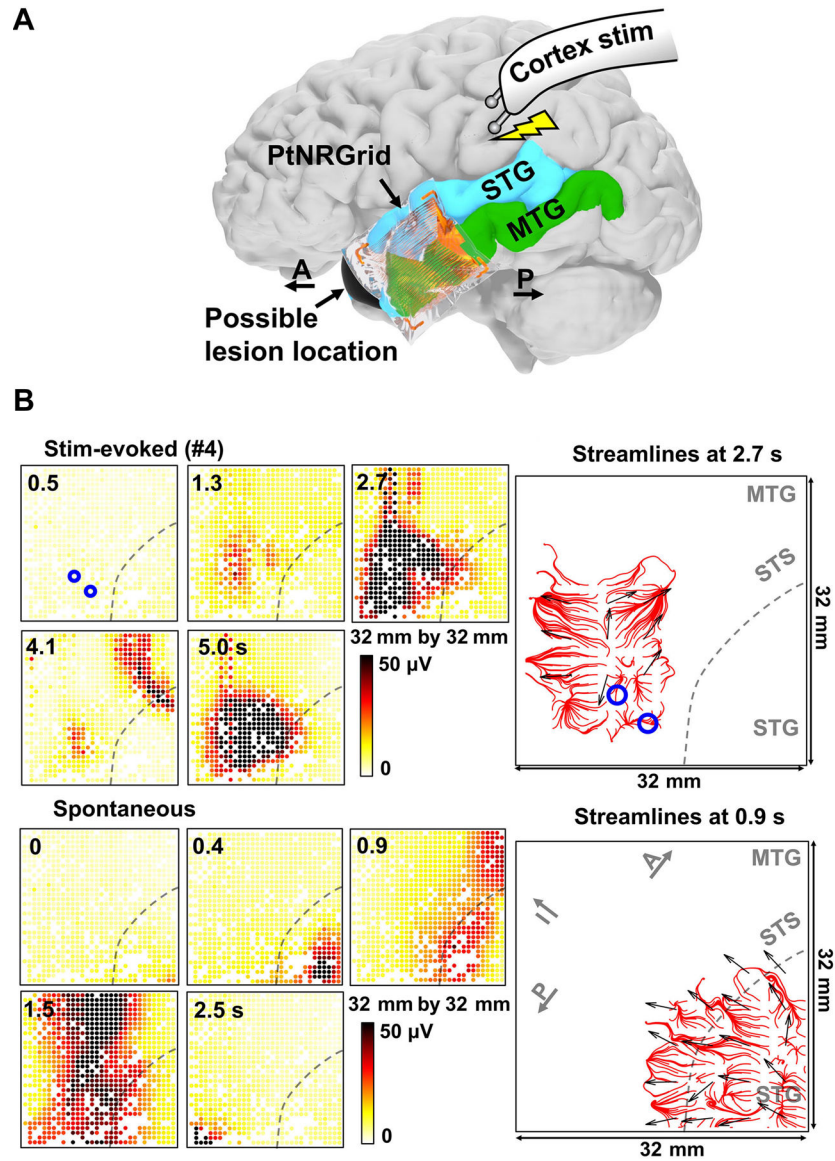 A
Cortex stim
PtNRGrid
STG
MTG
A
P
Possible
lesion location
B
Stim-evoked (#4)
0.5
1.3
2.7
4.1
5.0 s
32 mm by 32 mm
50 µV
0
Streamlines at 2.7 s
MTG
STS
STG
32 mm
32 mm
Spontaneous
0
0.4
0.9
1.5
2.5 s
32 mm by 32 mm
50 µV
0
Streamlines at 0.9 s
A
MTG
I
STS
P
STG
32 mm
32 mm